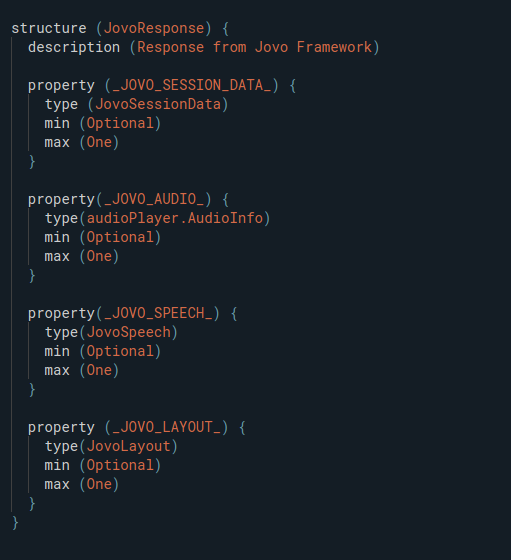 structure (JovoResponse) {
description (Response from Jovo Framework)
property (_JOVO_SESSION_DATA_) {
type (JovoSessionData)
min (Optional)
max (One)
}
property(_JOVO_AUDIO_) {
type(audioPlayer.AudioInfo)
min (Optional)
max (One)
}
property(_JOVO_SPEECH_) {
type(JovoSpeech)
min (Optional)
max (One)
}
property (_JOVO_LAYOUT_) {
type(JovoLayout)
min (Optional)
max (One)
}
}